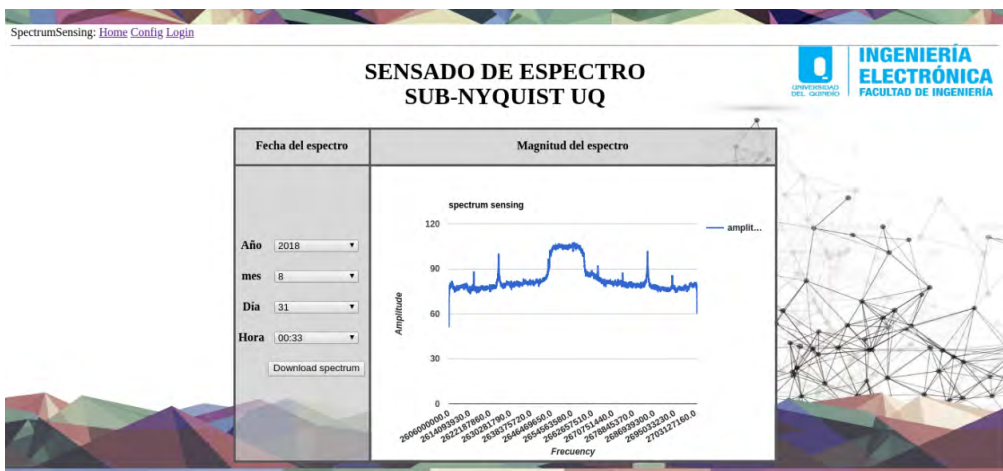 SpectrumSensing: Home Config Login
SENSADO DE ESPECTRO
SUB-NYQUIST UQ
UNIVERSIDAD
DEL QUINDÍO
INGENIERÍA
ELECTRÓNICA
FACULTAD DE INGENIERÍA
Fecha del espectro
Magnitud del espectro
Año 2018
mes 8
Día 31
Hora 00:33
Download spectrum
spectrum sensing
120
90
60
30
0
Amplitude
amplit...
2606000000.0
2614093930.0
2622187860.0
2630281790.0
2638375720.0
2646469650.0
2654563580.0
2662657510.0
2670751440.0
2678845370.0
2686939300.0
2695033230.0
2703127160.0
Frecuency